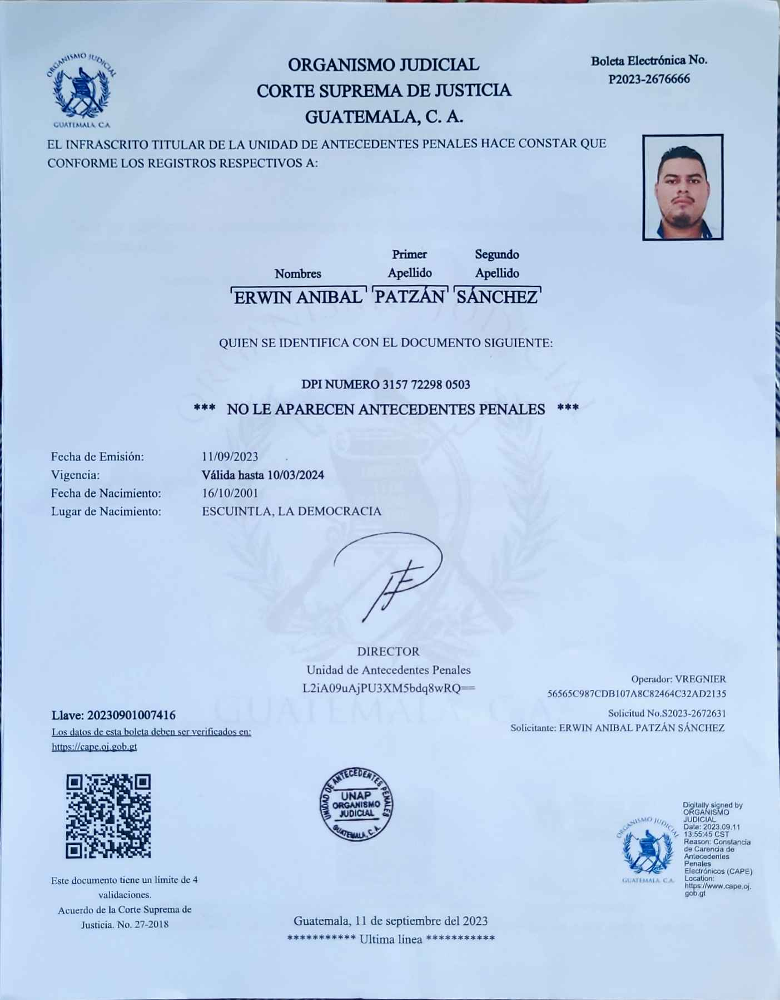 ORGANISMO JUDICIAL
GUATEMALA, C.A.
ORGANISMO JUDICIAL
CORTE SUPREMA DE JUSTICIA
GUATEMALA, C. A.
Boleta Electrónica No.
P2023-2676666
EL INFRASCRITO TITULAR DE LA UNIDAD DE ANTECEDENTES PENALES HACE CONSTAR QUE
CONFORME LOS REGISTROS RESPECTIVOS A:
Primer Segundo
Nombres Apellido Apellido
ERWIN ANIBAL PATZÁN SÁNCHEZ
QUIEN SE IDENTIFICA CON EL DOCUMENTO SIGUIENTE:
DPI NUMERO 3157 72298 0503
*** NO LE APARECEN ANTECEDENTES PENALES ***
Fecha de Emisión: 11/09/2023
Vigencia: Válida hasta 10/03/2024
Fecha de Nacimiento: 16/10/2001
Lugar de Nacimiento: ESCUINTLA, LA DEMOCRACIA
ORGANISMO JUDICIAL
GUATEMALA, C.A.
DIRECTOR
Unidad de Antecedentes Penales
L2iA09uAjPU3XM5bdq8wRQ==
Operador: VREGNIER
56565C987CDB107A8C82464C32AD2135
Solicitud No.S2023-2672631
Solicitante: ERWIN ANIBAL PATZÁN SÁNCHEZ
Llave: 20230901007416
Los datos de esta boleta deben ser verificados en:
https://cape.oj.gob.gt
UNIDAD DE ANTECEDENTES PENALES
UNAP
ORGANISMO
JUDICIAL
GUATEMALA, C.A.
ORGANISMO JUDICIAL
GUATEMALA, C.A.
Digitally signed by
ORGANISMO
JUDICIAL
Date: 2023.09.11
13:55:45 CST
Reason: Constancia
de Carencia de
Antecedentes
Penales
Electrónicos (CAPE)
Location:
https://www.cape.oj.
gob.gt
Este documento tiene un límite de 4
validaciones.
Acuerdo de la Corte Suprema de
Justicia. No. 27-2018
Guatemala, 11 de septiembre del 2023
*********** Ultima línea ***********